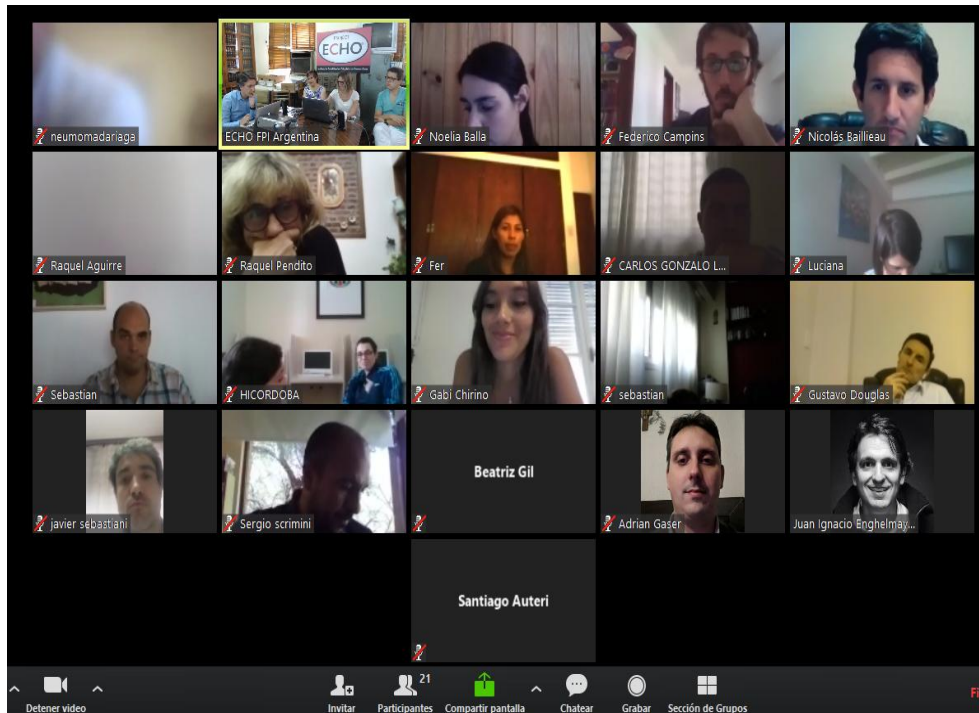 neumomadariaga
ECHO
ECHO FPI Argentina
Noelia Balla
Federico Campins
Nicolás Baillieau
Raquel Aguirre
Raquel Pendito
Fer
CARLOS GONZALO L...
Luciana
Sebastian
HICORDOBA
Gabi Chirino
sebastian
Gustavo Douglas
javier sebastiani
Sergio scrimini
Beatriz Gil
Adrian Gaser
Juan Ignacio Enghelmay...
Santiago Auteri
21
Detener video
Invitar
Participantes
Compartir pantalla
Chatear
Grabar
Sección de Grupos
Fi